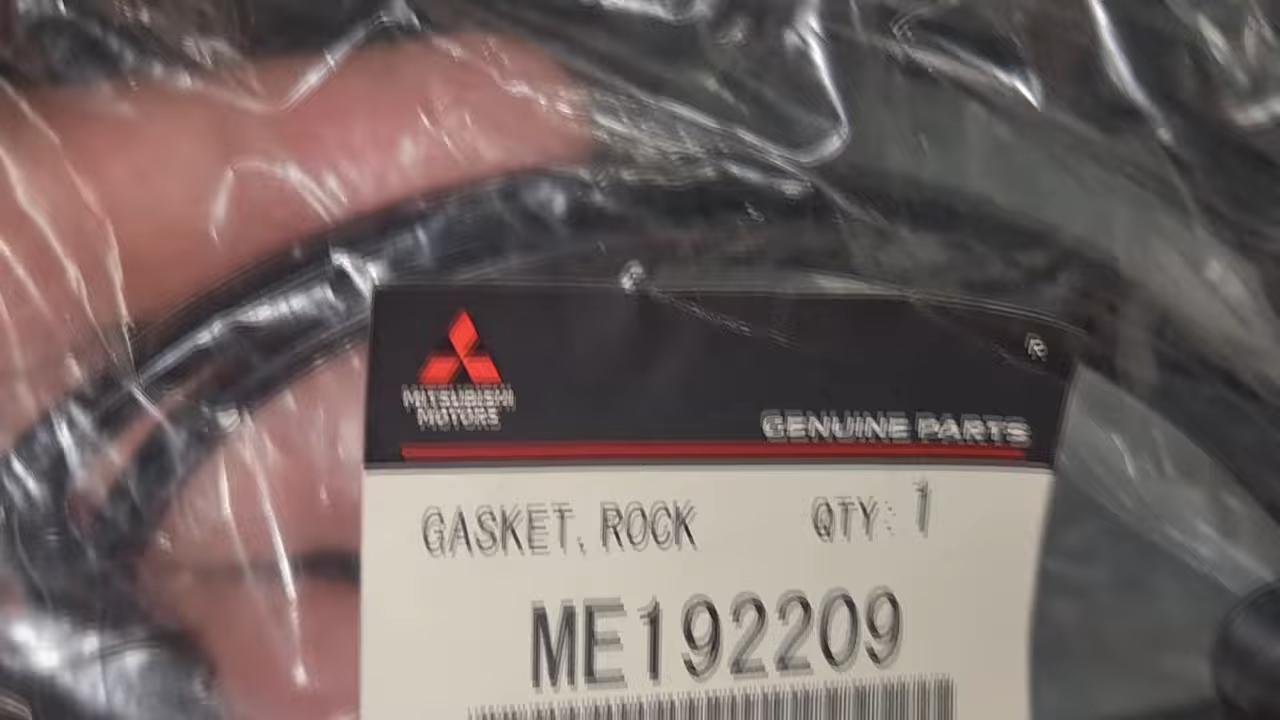 ®
MITSUBISHI
MOTORS
GENUINE PARTS
GASKET, ROCK QTY: 1
ME192209